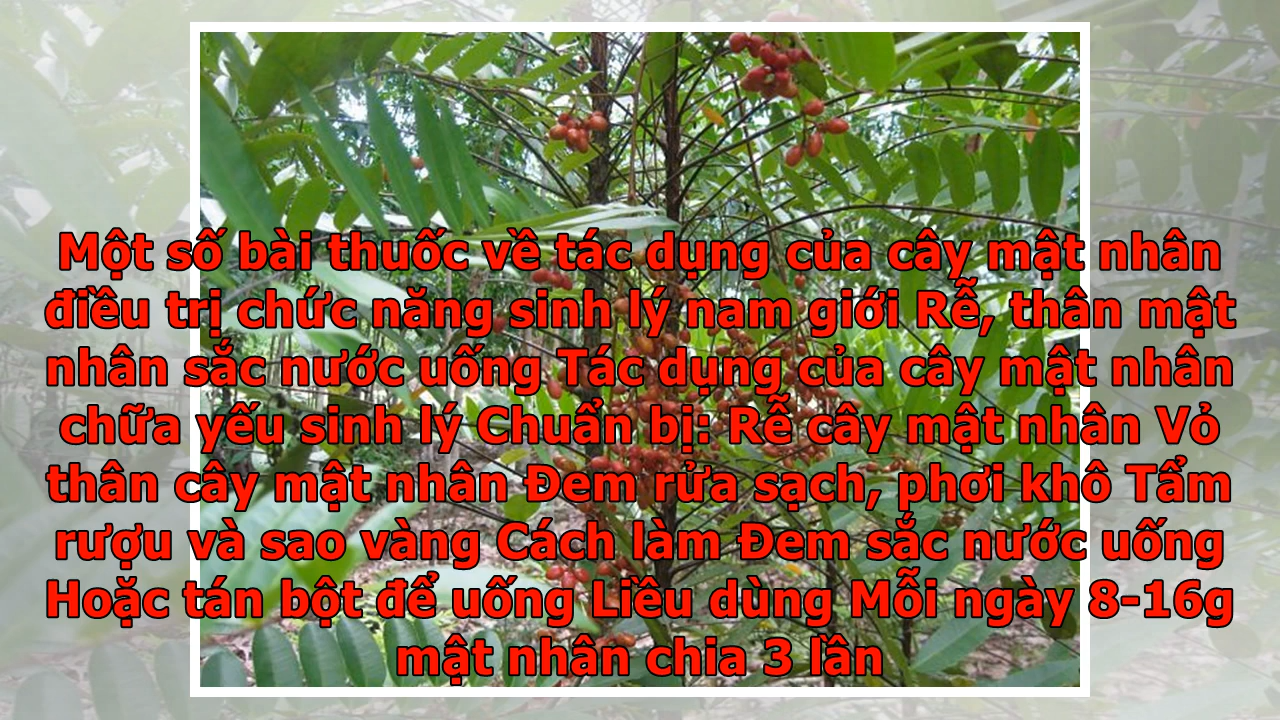 Một số bài thuốc về tác dụng của cây mật nhân
điều trị chức năng sinh lý nam giới Rễ, thân mật
nhân sắc nước uống Tác dụng của cây mật nhân
chữa yếu sinh lý Chuẩn bị: Rễ cây mật nhân Vỏ
thân cây mật nhân Đem rửa sạch, phơi khô Tẩm
rượu và sao vàng Cách làm Đem sắc nước uống
Hoặc tán bột để uống Liều dùng Mỗi ngày 8-16g
mật nhân chia 3 lần